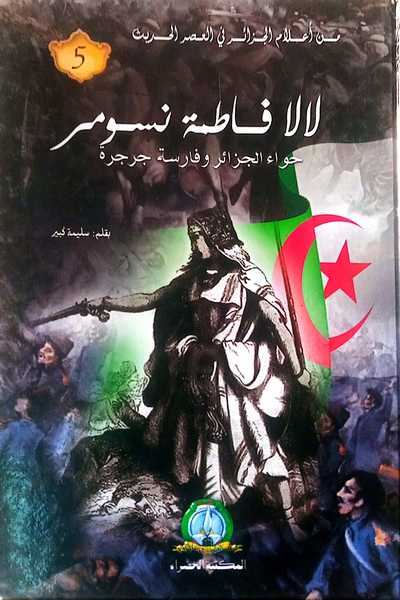 من أعلام الجزائر في العصر الحديث
5
لالا فاطمة نسومر
حواء الجزائر وفارسة جرجرة
بقلم: سليمة كبير
المكتبة الخضراء